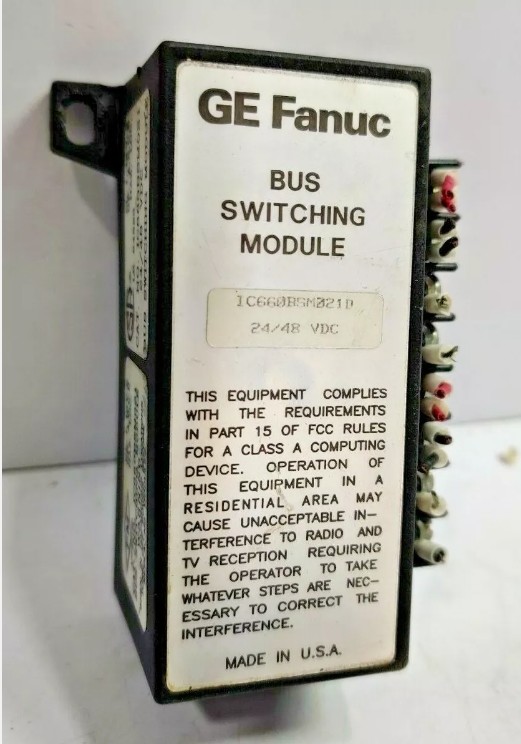 GE Fanuc
BUS
SWITCHING
MODULE
IC660BSM021D
24/48 VDC
THIS EQUIPMENT COMPLIES
WITH THE REQUIREMENTS
IN PART 15 OF FCC RULES
FOR A CLASS A COMPUTING
DEVICE. OPERATION OF
THIS EQUIPMENT IN A
RESIDENTIAL AREA MAY
CAUSE UNACCEPTABLE IN-
TERFERENCE TO RADIO AND
TV RECEPTION REQUIRING
THE OPERATOR TO TAKE
WHATEVER STEPS ARE NEC-
ESSARY TO CORRECT THE
INTERFERENCE.
MADE IN U.S.A.